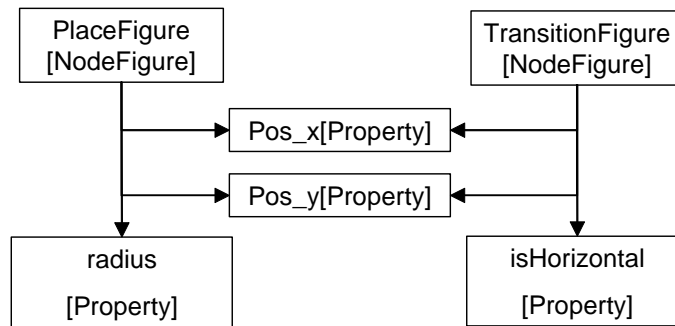 PlaceFigure
[NodeFigure]
TransitionFigure
[NodeFigure]
Pos_x[Property]
Pos_y[Property]
radius
[Property]
isHorizontal
[Property]